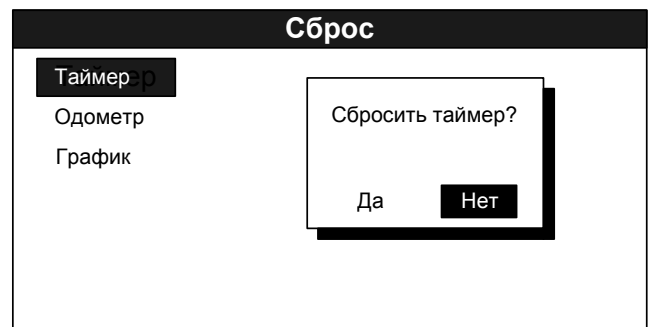 Сброс
Таймер
Одометр
График
Сбросить таймер?
Да Нет